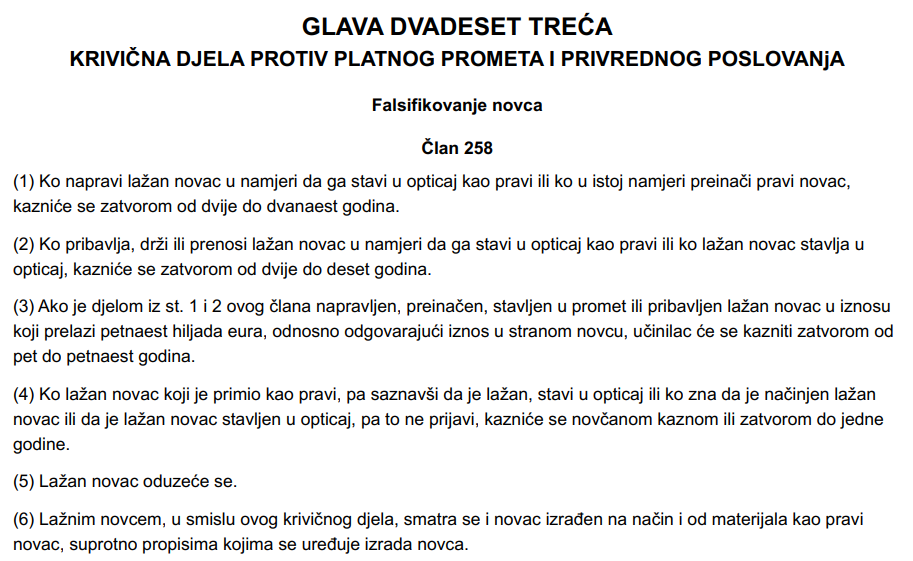 GLAVA DVADESET TREĆA
KRIVIČNA DJELA PROTIV PLATNOG PROMETA I PRIVREDNOG POSLOVANjA
Falsifikovanje novca
Član 258
(1) Ko napravi lažan novac u namjeri da ga stavi u opticaj kao pravi ili ko u istoj namjeri preinači pravi novac,
kazniće se zatvorom od dvije do dvanaest godina.
(2) Ko pribavlja, drži ili prenosi lažan novac u namjeri da ga stavi u opticaj kao pravi ili ko lažan novac stavlja u
opticaj, kazniće se zatvorom od dvije do deset godina.
(3) Ako je djelom iz st. 1 i 2 ovog člana napravljen, preinačen, stavljen u promet ili pribavljen lažan novac u iznosu
koji prelazi petnaest hiljada eura, odnosno odgovarajući iznos u stranom novcu, učinilac će se kazniti zatvorom od
pet do petnaest godina.
(4) Ko lažan novac koji je primio kao pravi, pa saznavši da je lažan, stavi u opticaj ili ko zna da je načinjen lažan
novac ili da je lažan novac stavljen u opticaj, pa to ne prijavi, kazniće se novčanom kaznom ili zatvorom do jedne
godine.
(5) Lažan novac oduzeće se.
(6) Lažnim novcem, u smislu ovog krivičnog djela, smatra se i novac izrađen na način i od materijala kao pravi
novac, suprotno propisima kojima se uređuje izrada novca.